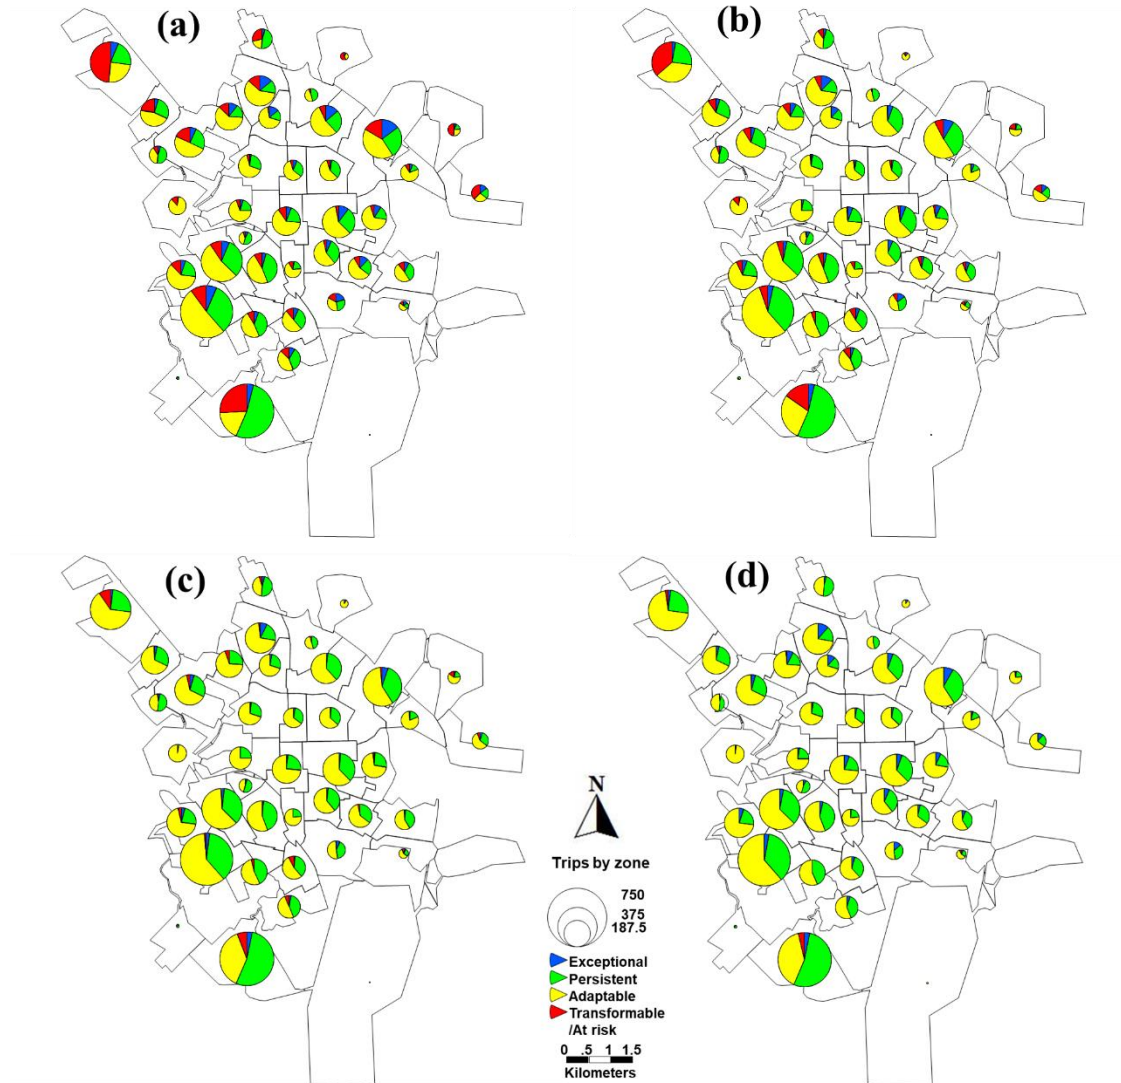 (a)
(b)
(c)
(d)
N
Trips by zone
750
375
187.5
Exceptional
Persistent
Adaptable
Transformable
/At risk
0 .5 1 1.5
Kilometers